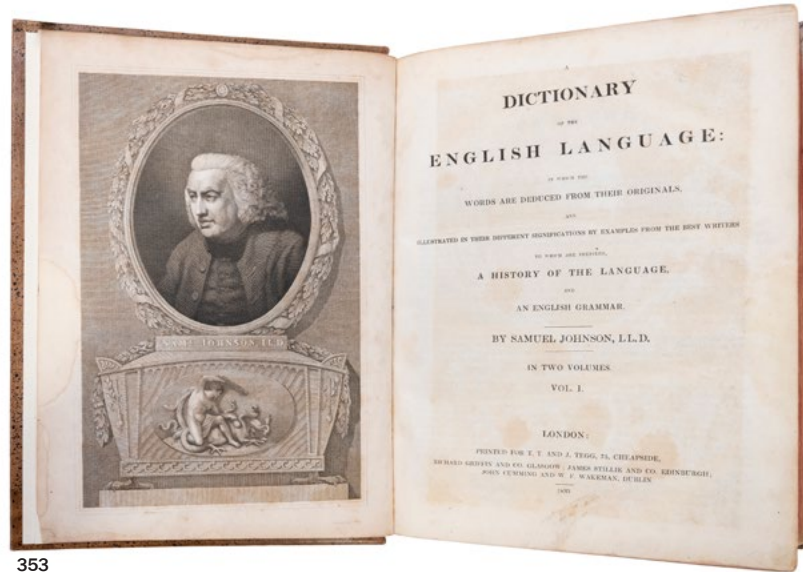 SAML. JOHNSON, LL.D.
A
DICTIONARY
OF THE
ENGLISH LANGUAGE:
IN WHICH THE
WORDS ARE DEDUCED FROM THEIR ORIGINALS,
AND
ILLUSTRATED IN THEIR DIFFERENT SIGNIFICATIONS BY EXAMPLES FROM THE BEST WRITERS
TO WHICH ARE PREFIXED,
A HISTORY OF THE LANGUAGE,
AND
AN ENGLISH GRAMMAR.
BY SAMUEL JOHNSON, LL.D.
IN TWO VOLUMES
VOL. I.
LONDON:
PRINTED FOR T. T. AND J. TEGG, 73, CHEAPSIDE,
RICHARD GRIFFIN AND CO. GLASGOW; JAMES STILLIE AND CO. EDINBURGH;
JOHN CUMMING AND W. F. WAKEMAN, DUBLIN
353